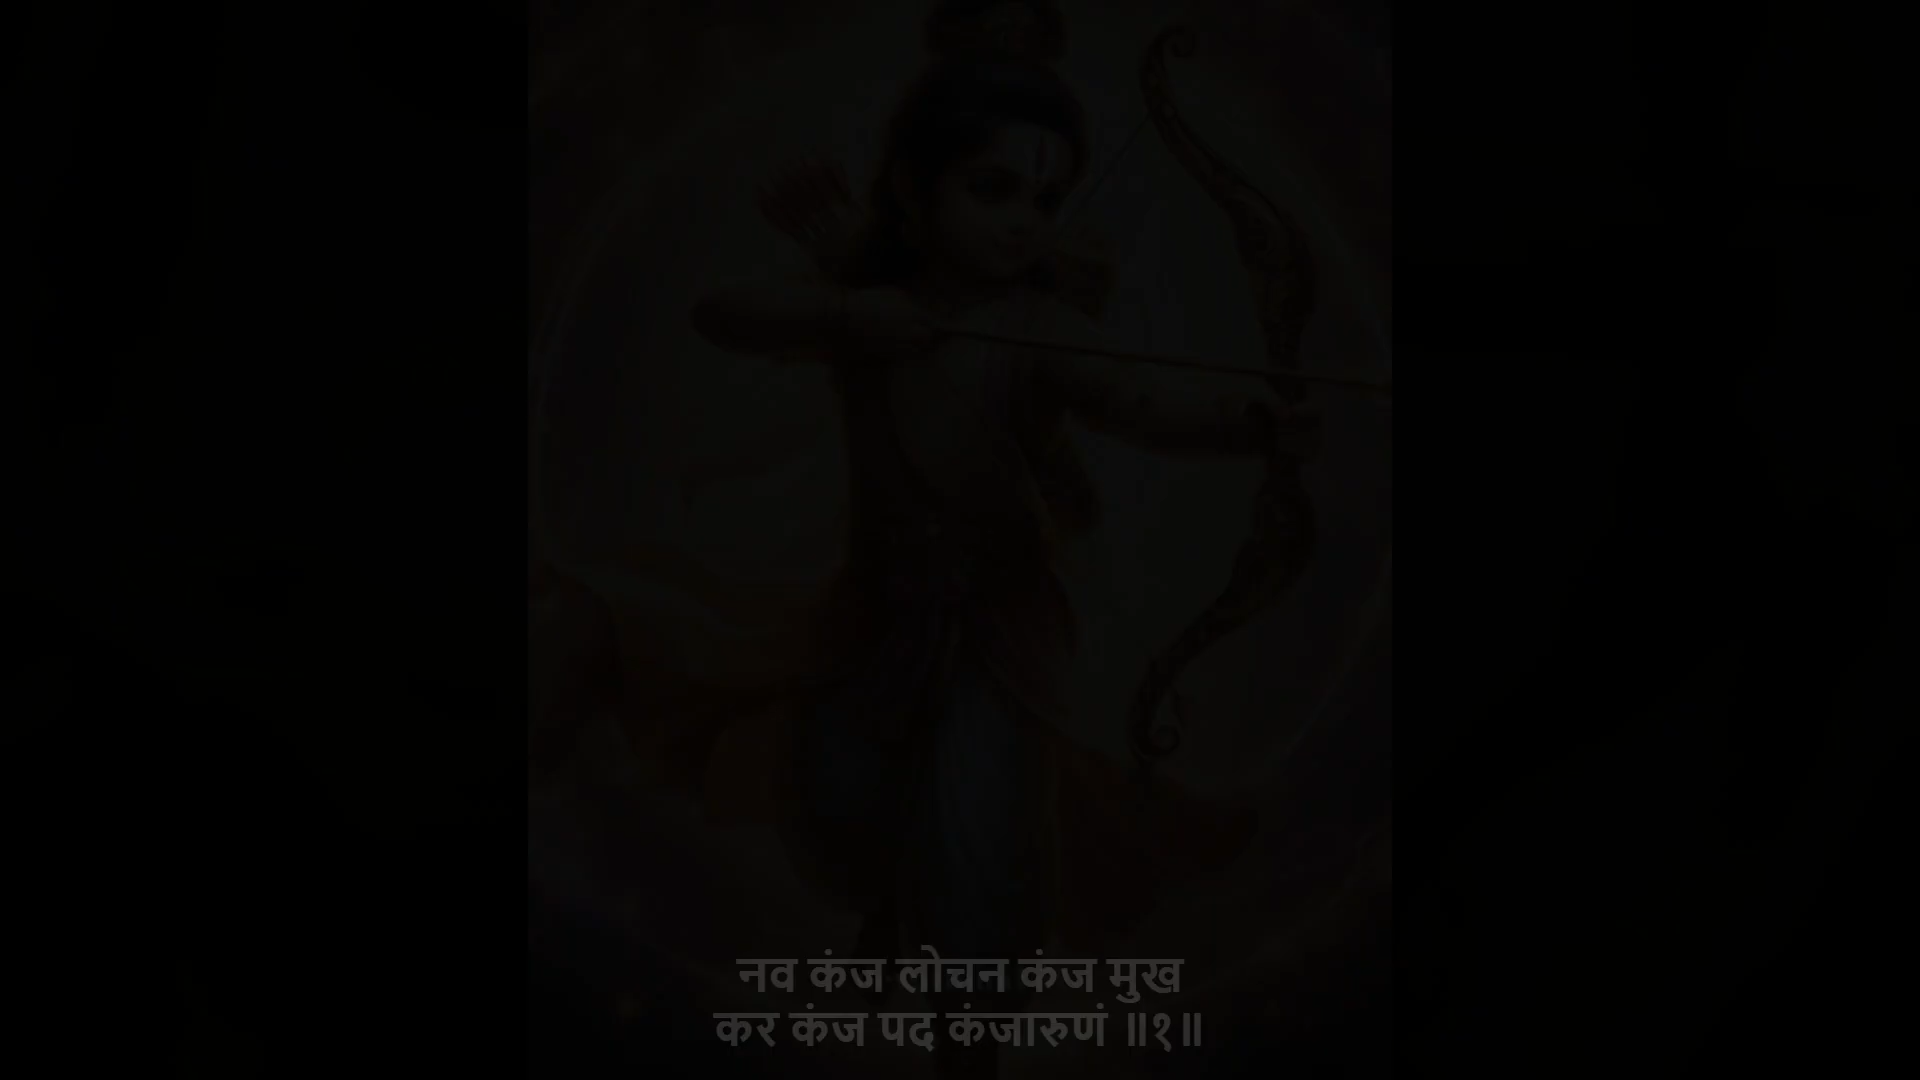 नव कंज लोचन कंज मुख
कर कंज पद कंजारुणं ॥१॥